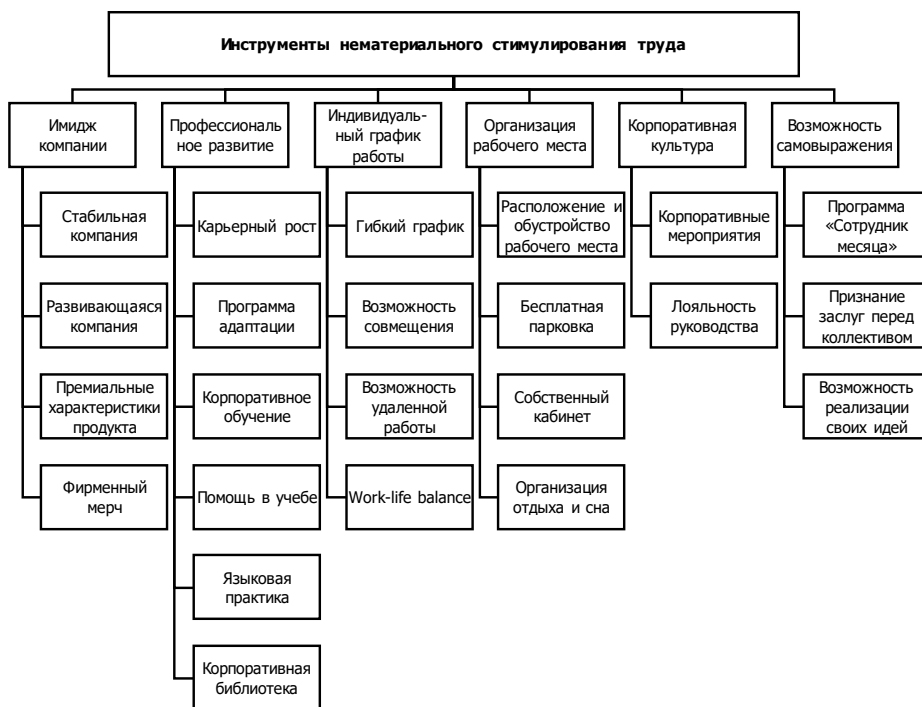 Инструменты нематериального стимулирования труда
Имидж
компании
Стабильная
компания
Развивающаяся
компания
Премиальные
характеристики
продукта
Фирменный
мерч
Профессиональ
ное развитие
Карьерный рост
Программа
адаптации
Корпоративное
обучение
Помощь в учебе
Языковая
практика
Корпоративная
библиотека
Индивидуаль-
ный график
работы
Гибкий график
Возможность
совмещения
Возможность
удаленной
работы
Work-life balance
Организация
рабочего места
Расположение и
обустройство
рабочего места
Бесплатная
парковка
Собственный
кабинет
Организация
отдыха и сна
Корпоративная
культура
Корпоративные
мероприятия
Лояльность
руководства
Возможность
самовыражения
Программа
«Сотрудник
месяца»
Признание
заслуг перед
коллективом
Возможность
реализации
своих идей